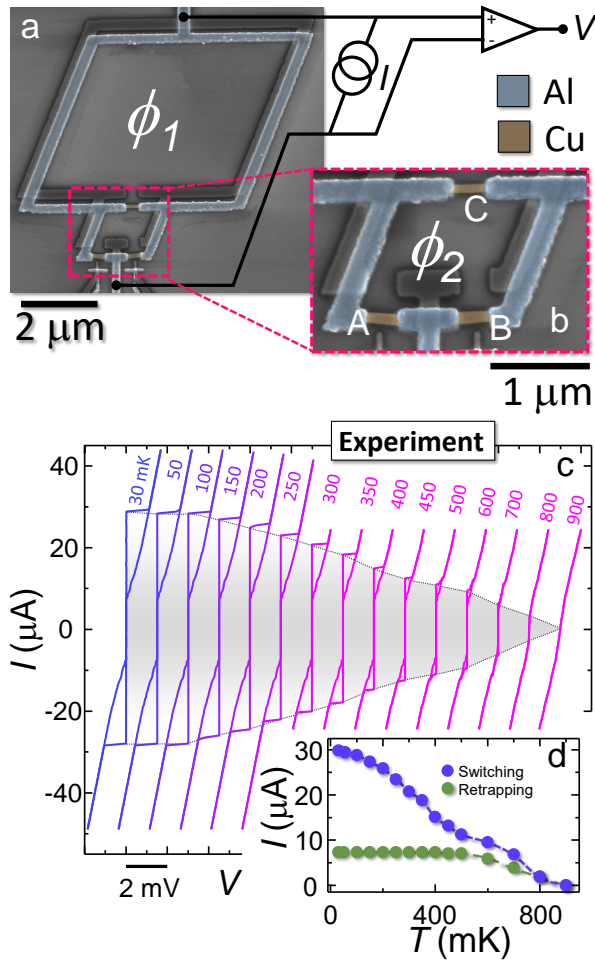 a
V
+
-
I
Al
Cu
ϕ1
2 μm
C
ϕ2
A
B
b
1 μm
Experiment
c
40
20
0
-20
-40
I (μA)
30 mK
50
100
150
200
250
300
350
400
450
500
600
700
800
900
2 mV
V
d
Switching
Retrapping
30
20
10
0
I (μA)
0
400
800
T (mK)